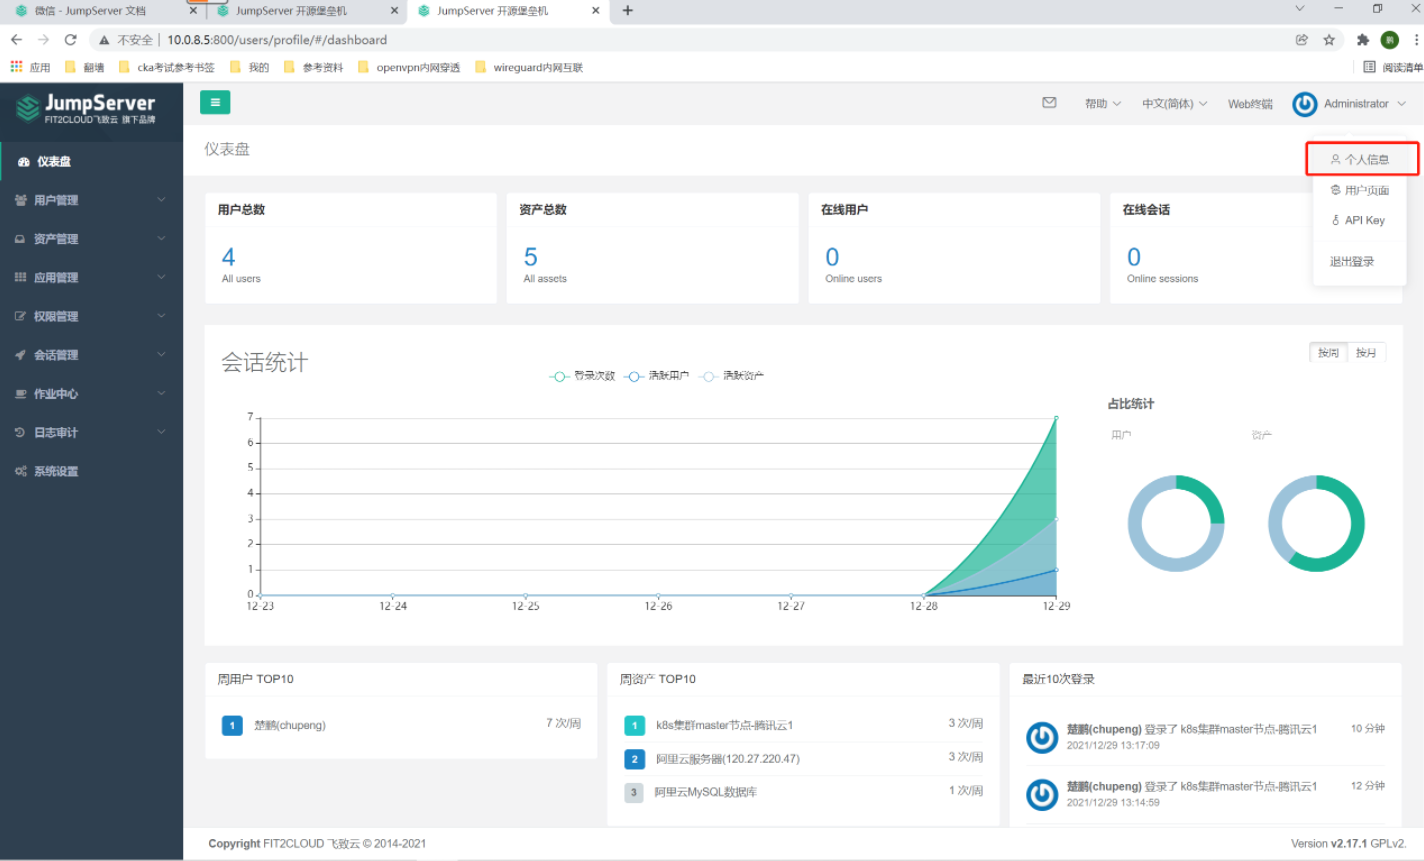 微信 - JumpServer 文档
JumpServer 开源堡垒机
JumpServer 开源堡垒机
不安全 | 10.0.8.5:800/users/profile/#/dashboard
应用
翻墙
cka考试参考书签
我的
参考资料
openvpn内网穿透
wireguard内网互联
阅读清单
JumpServer
FIT2CLOUD飞致云 旗下品牌
帮助
中文(简体)
Web终端
Administrator
仪表盘
用户管理
资产管理
应用管理
权限管理
会话管理
作业中心
日志审计
系统设置
仪表盘
个人信息
用户页面
API Key
退出登录
用户总数
4
All users
资产总数
5
All assets
在线用户
0
Online users
在线会话
0
Online sessions
会话统计
登录次数
活跃用户
活跃资产
按周
按月
7
6
5
4
3
2
1
0
12-23
12-24
12-25
12-26
12-27
12-28
12-29
占比统计
用户
资产
周用户 TOP10
1 楚鹏(chupeng) 7 次/周
周资产 TOP10
1 k8s集群master节点-腾讯云1 3 次/周
2 阿里云服务器(120.27.220.47) 3 次/周
3 阿里云MySQL数据库 1 次/周
最近10次登录
楚鹏(chupeng) 登录了 k8s集群master节点-腾讯云1 10 分钟
2021/12/29 13:17:09
楚鹏(chupeng) 登录了 k8s集群master节点-腾讯云1 12 分钟
2021/12/29 13:14:59
Copyright FIT2CLOUD 飞致云 © 2014-2021
Version v2.17.1 GPLv2.